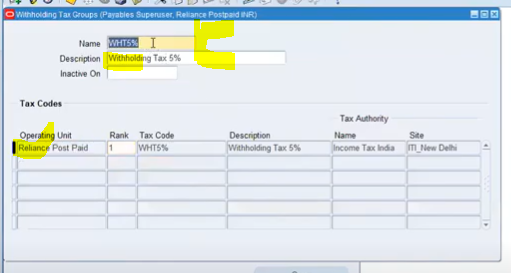 Withholding Tax Groups (Payables Superuser, Reliance Postpaid INR)
Name WHT5%
Description Withholding Tax 5%
Inactive On
Tax Codes
Tax Authority
Operating Unit Rank Tax Code Description Name Site
Reliance Post Paid 1 WHT5% Withholding Tax 5% Income Tax India ITI_New Delhi